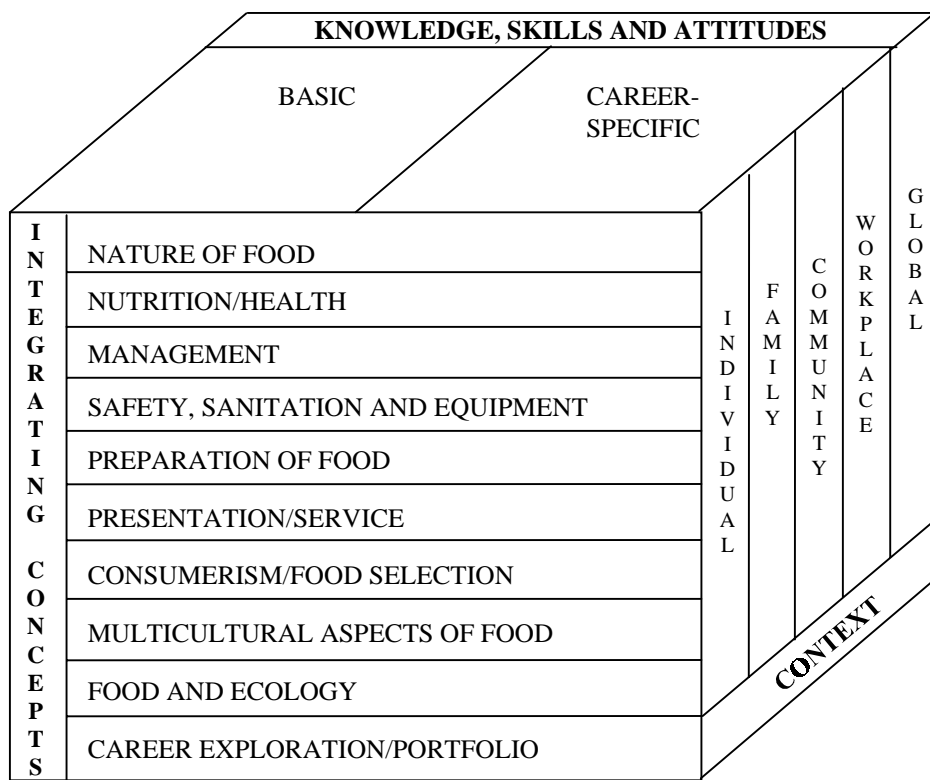 KNOWLEDGE, SKILLS AND ATTITUDES
BASIC
CAREER-
SPECIFIC
INTEGRATING CONCEPTS
NATURE OF FOOD
NUTRITION/HEALTH
MANAGEMENT
SAFETY, SANITATION AND EQUIPMENT
PREPARATION OF FOOD
PRESENTATION/SERVICE
CONSUMERISM/FOOD SELECTION
MULTICULTURAL ASPECTS OF FOOD
FOOD AND ECOLOGY
CAREER EXPLORATION/PORTFOLIO
INDIVIDUAL
FAMILY
COMMUNITY
WORKPLACE
GLOBAL
CONTEXT